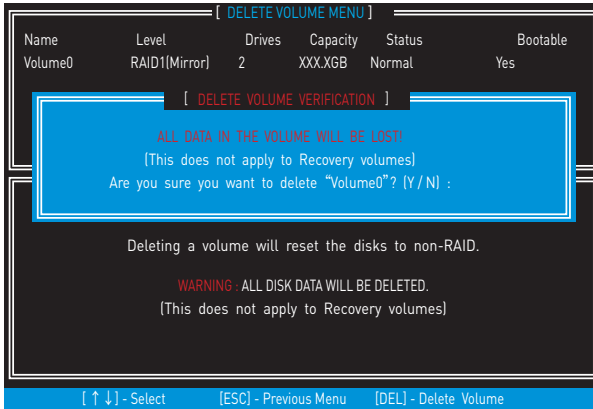 [ DELETE VOLUME MENU ]
Name Level Drives Capacity Status Bootable
Volume0 RAID1(Mirror) 2 XXX.XGB Normal Yes
[ DELETE VOLUME VERIFICATION ]
ALL DATA IN THE VOLUME WILL BE LOST!
(This does not apply to Recovery volumes)
Are you sure you want to delete “Volume0”? (Y / N) :
Deleting a volume will reset the disks to non-RAID.
WARNING : ALL DISK DATA WILL BE DELETED.
(This does not apply to Recovery volumes)
[ ↑ ↓ ] - Select [ESC] - Previous Menu [DEL] - Delete Volume